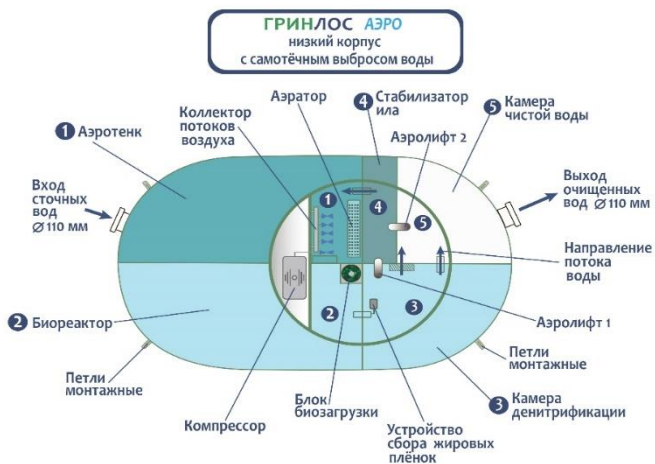 ГРИНЛОС АЭРО
низкий корпус
с самотёчным выбросом воды
Аэратор
4 Стабилизатор
ила
5 Камера
чистой воды
Коллектор
потоков
воздуха
1 Аэротенк
Аэролифт 2
Вход
сточных
вод
Ø 110 мм
Выход
очищенных
вод Ø 110 мм
1
4
5
Направление
потока
воды
2 Биореактор
2
3
Аэролифт 1
Петли
монтажные
Петли
монтажные
Компрессор
Блок
биозагрузки
Устройство
сбора жировых
плёнок
3 Камера
денитрификации